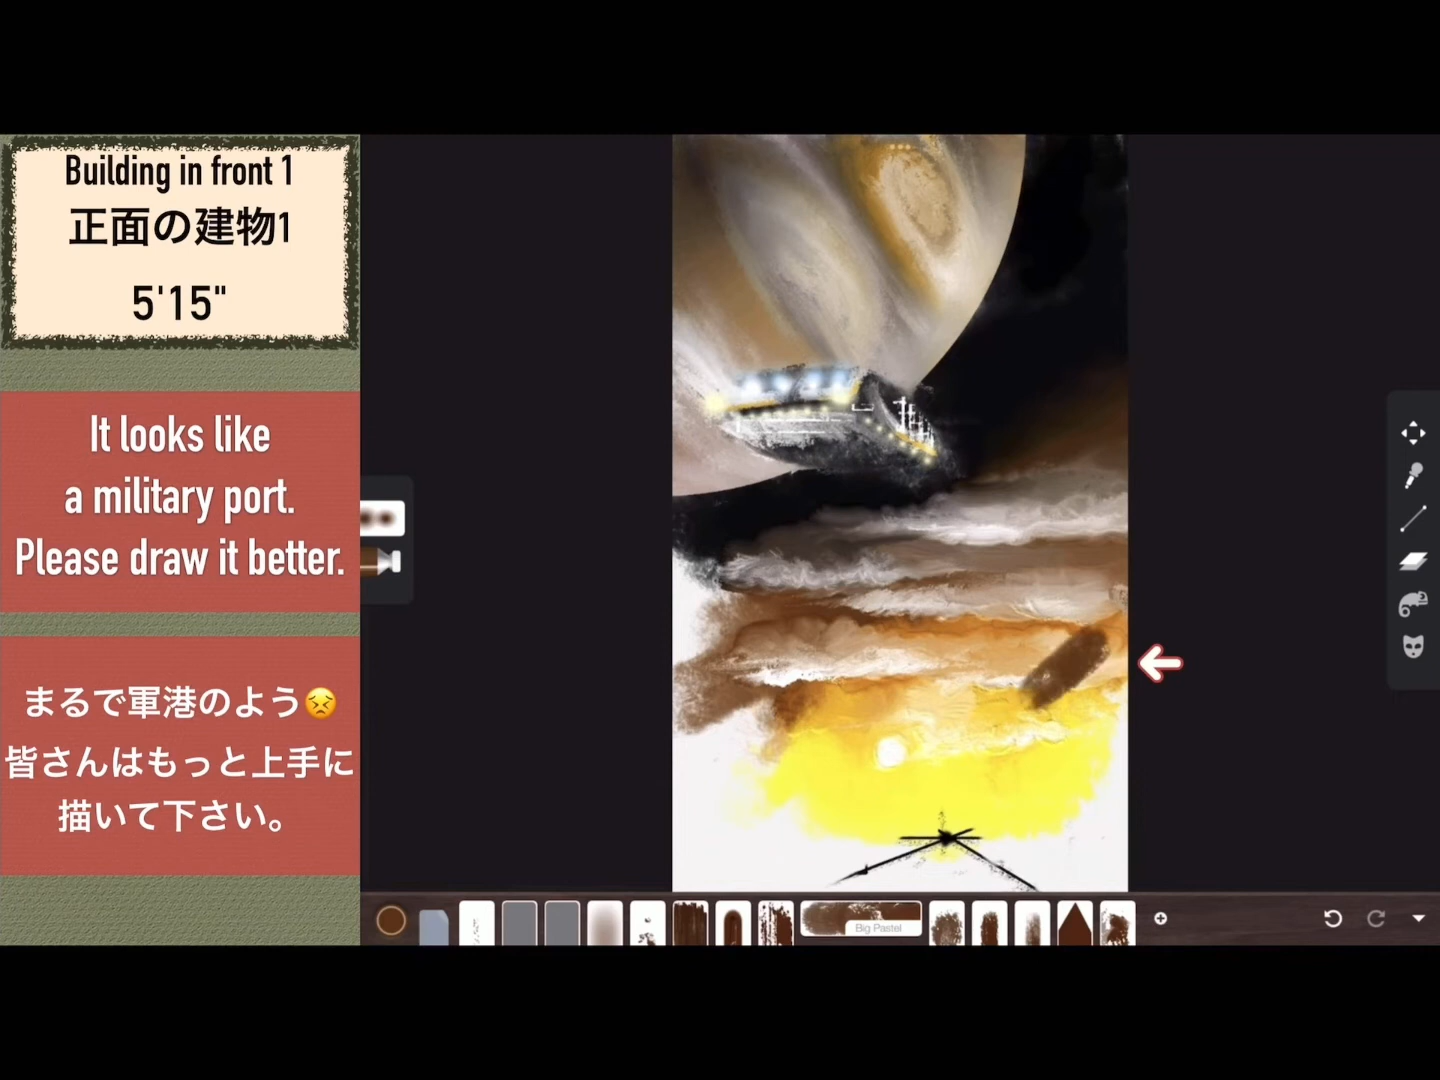 Building in front 1
正面の建物1
5'15"
It looks like
a military port.
Please draw it better.
まるで軍港のよう😣
皆さんはもっと上手に
描いて下さい。
Big Pastel